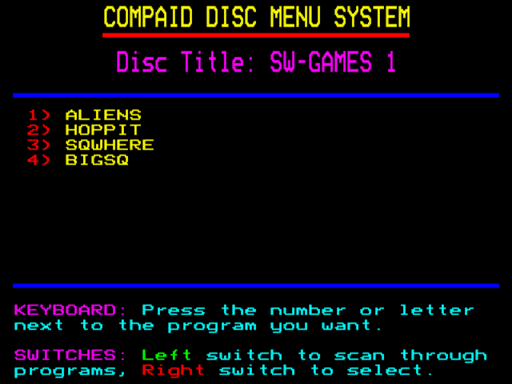 COMPAID DISC MENU SYSTEM
Disc Title: SW-GAMES 1
1) ALIENS
2) HOPPIT
3) SQWHERE
4) BIGSQ
KEYBOARD: Press the number or letter
next to the program you want.
SWITCHES: Left switch to scan through
programs, Right switch to select.